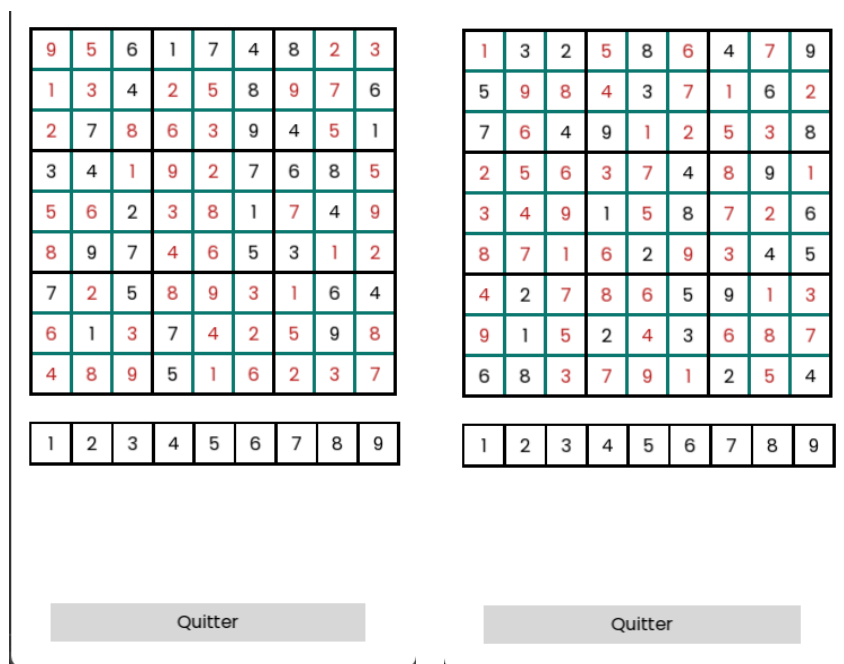 9 5 6 1 7 4 8 2 3
1 3 4 2 5 8 9 7 6
2 7 8 6 3 9 4 5 1
3 4 1 9 2 7 6 8 5
5 6 2 3 8 1 7 4 9
8 9 7 4 6 5 3 1 2
7 2 5 8 9 3 1 6 4
6 1 3 7 4 2 5 9 8
4 8 9 5 1 6 2 3 7
1 2 3 4 5 6 7 8 9
Quitter
1 3 2 5 8 6 4 7 9
5 9 8 4 3 7 1 6 2
7 6 4 9 1 2 5 3 8
2 5 6 3 7 4 8 9 1
3 4 9 1 5 8 7 2 6
8 7 1 6 2 9 3 4 5
4 2 7 8 6 5 9 1 3
9 1 5 2 4 3 6 8 7
6 8 3 7 9 1 2 5 4
1 2 3 4 5 6 7 8 9
Quitter